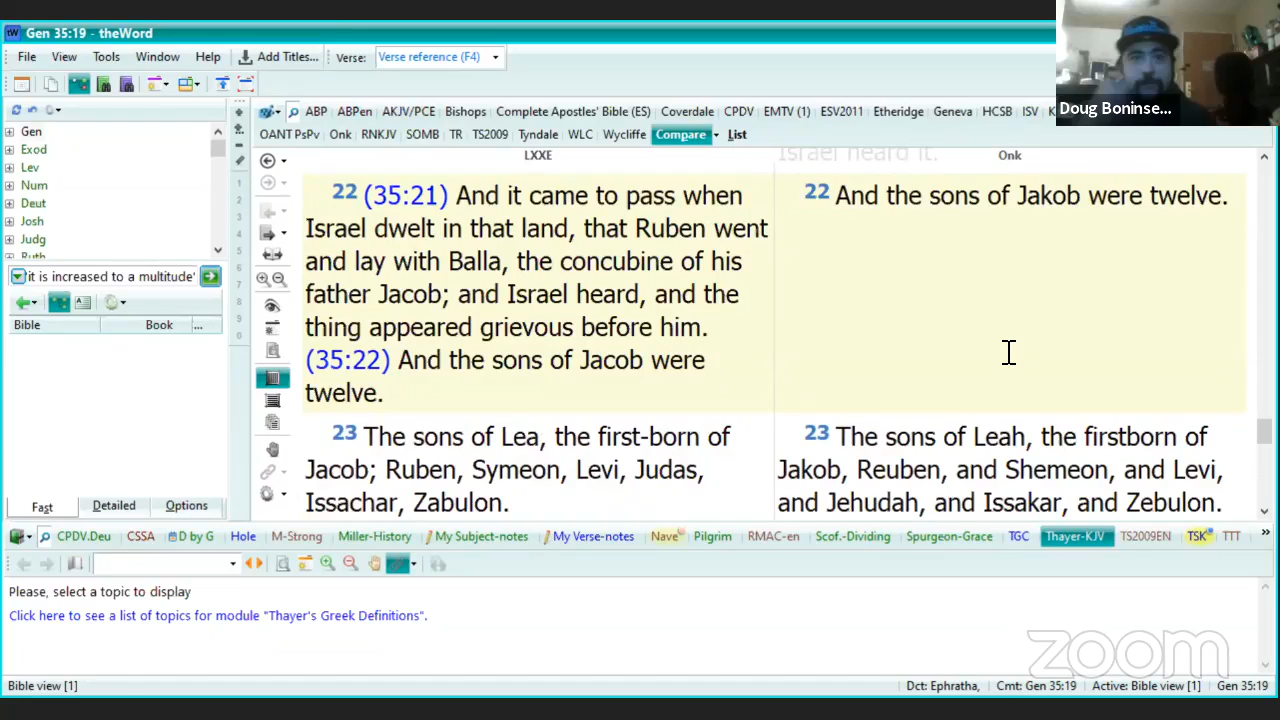 Gen 35:19 - theWord
File View Tools Window Help Add Titles... Verse: Verse reference (F4)
Doug Boninse...
Gen
Exod
Lev
Num
Deut
Josh
Judg
Ruth
ABP ABPen AKJV/PCE Bishops Complete Apostles' Bible (ES) Coverdale CPDV EMTV (1) ESV2011 Etheridge Geneva HCSB ISV
OANT PsPv Onk RNKJV SOMB TR TS2009 Tyndale WLC Wycliffe Compare List
it is increased to a multitude'
Bible Book ...
Fast Detailed Options
LXXE
22 (35:21) And it came to pass when
Israel dwelt in that land, that Ruben went
and lay with Balla, the concubine of his
father Jacob; and Israel heard, and the
thing appeared grievous before him.
(35:22) And the sons of Jacob were
twelve.
23 The sons of Lea, the first-born of
Jacob; Ruben, Symeon, Levi, Judas,
Issachar, Zabulon.
Israel heard it.
Onk
22 And the sons of Jakob were twelve.
23 The sons of Leah, the firstborn of
Jakob, Reuben, and Shemeon, and Levi,
and Jehudah, and Issakar, and Zebulon.
CPDV.Deu CSSA D by G Hole M-Strong Miller-History My Subject-notes My Verse-notes Nave Pilgrim RMAC-en Scof.-Dividing Spurgeon-Grace TGC Thayer-KJV TS2009EN TSK TTT
Please, select a topic to display
Click here to see a list of topics for module "Thayer's Greek Definitions".
zoom
Bible view [1] Dct: Ephratha, Cmt: Gen 35:19 Active: Bible view [1] Gen 35:19